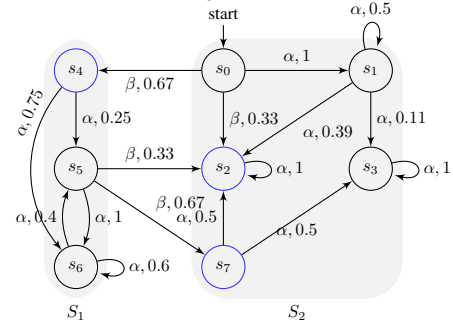 start
α, 0.5
s₄
s₀
s₁
α, 1
β, 0.67
α, 0.75
α, 0.25
β, 0.33
α, 0.39
α, 0.11
s₅
β, 0.33
s₂
α, 1
s₃
α, 1
β, 0.67
α, 0.4
α, 1
α, 0.5
s₆
α, 0.6
s₇
α, 0.5
S₁
S₂